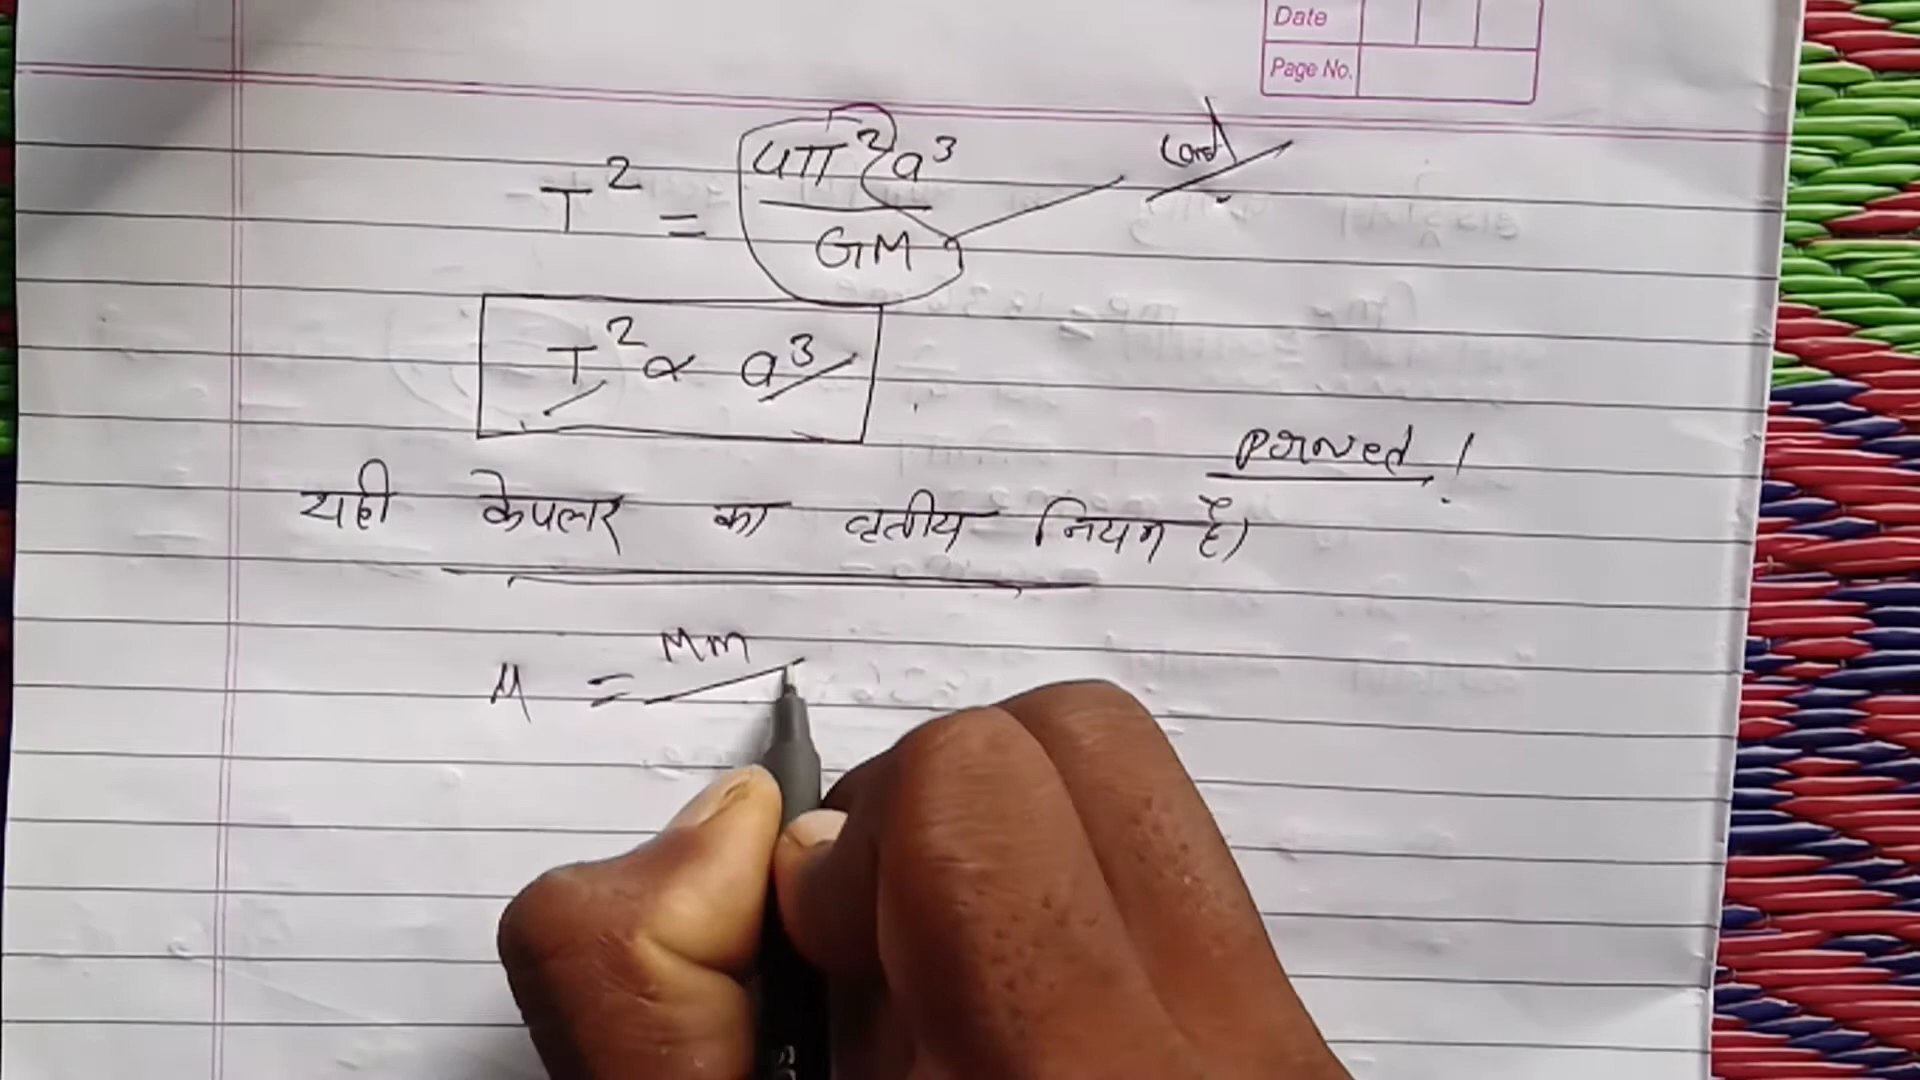 Date
Page No.
T² = 4π²a³ / GM (const)
T² ∝ a³
Proved !
यही केपलर का तृतीय नियम है।
μ = Mm